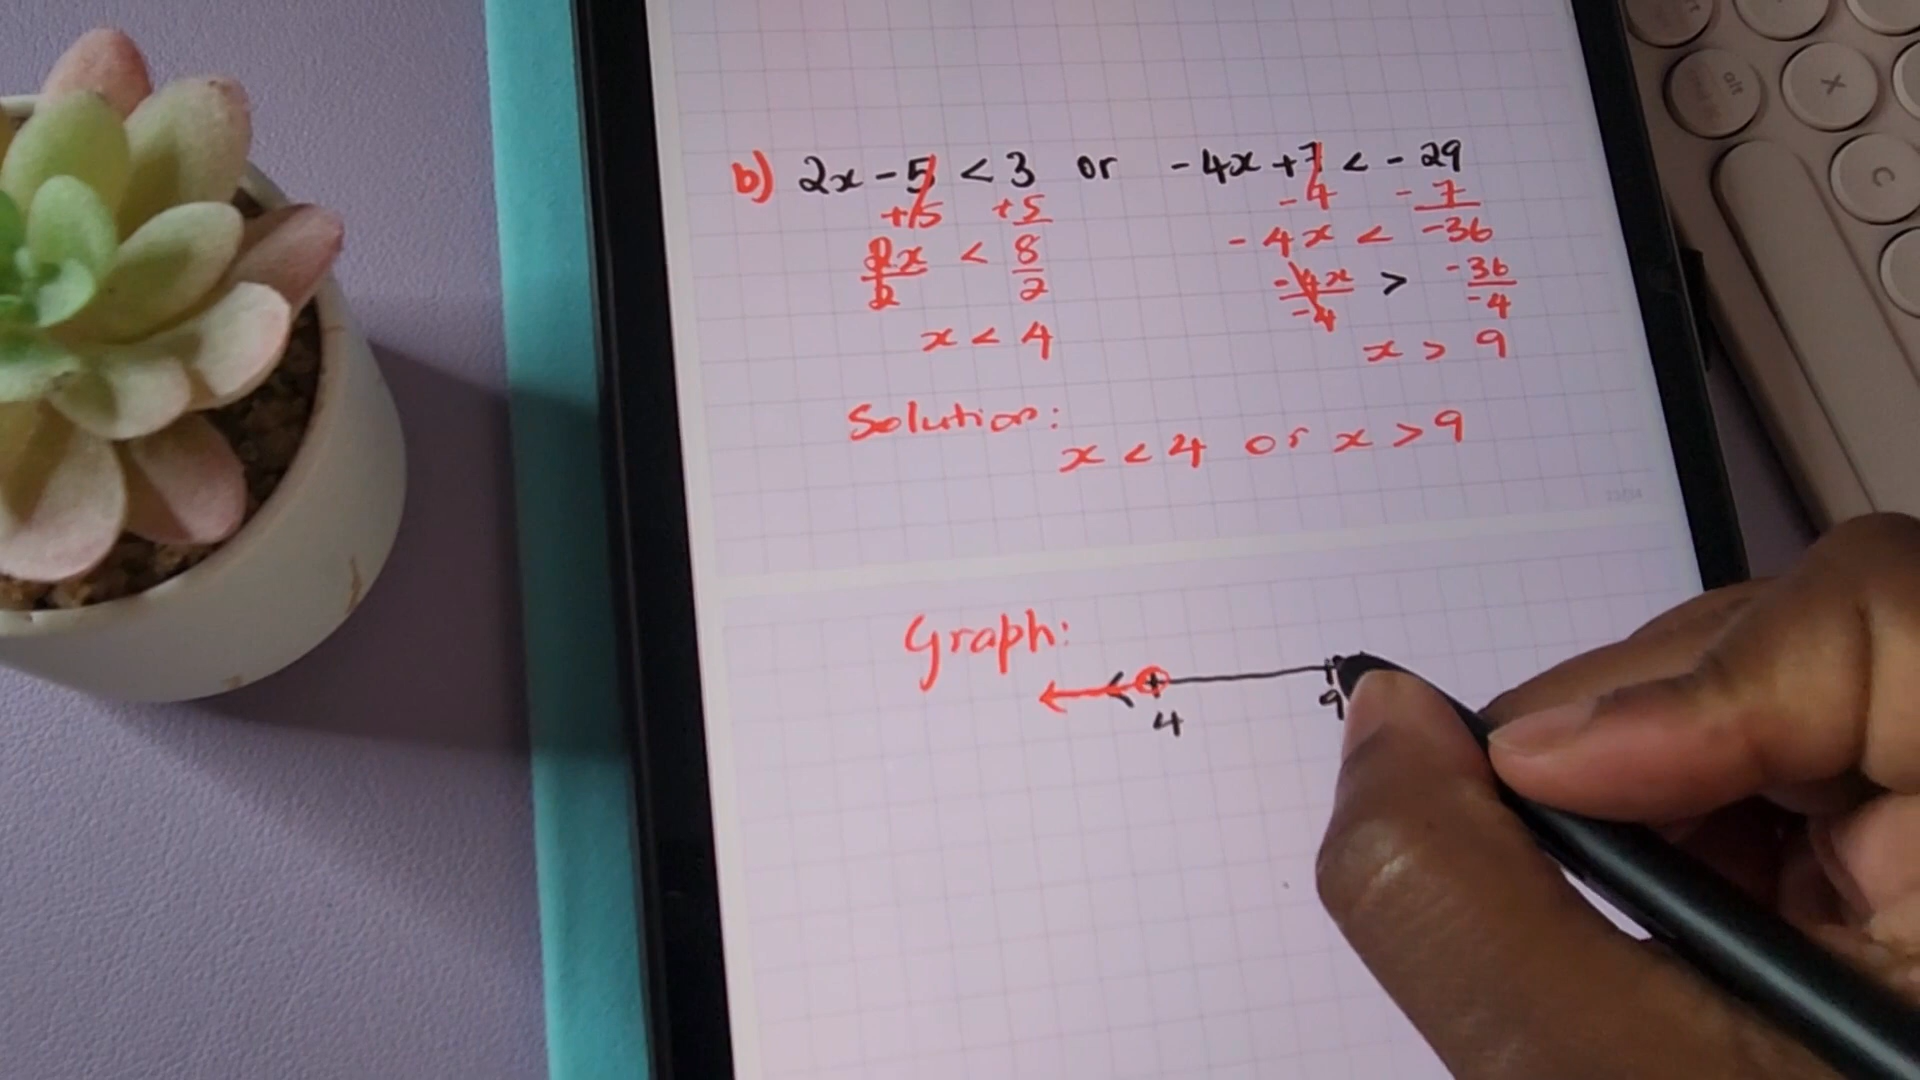 b) 2x - 5 < 3 or -4x + 7 < - 29
+5 +5 - 7 - 7
2x < 8 - 4x < -36
2 2 -4x > -36
-4 -4
x < 4 x > 9
Solution:
x < 4 or x > 9
Graph:
4 9
alt X C